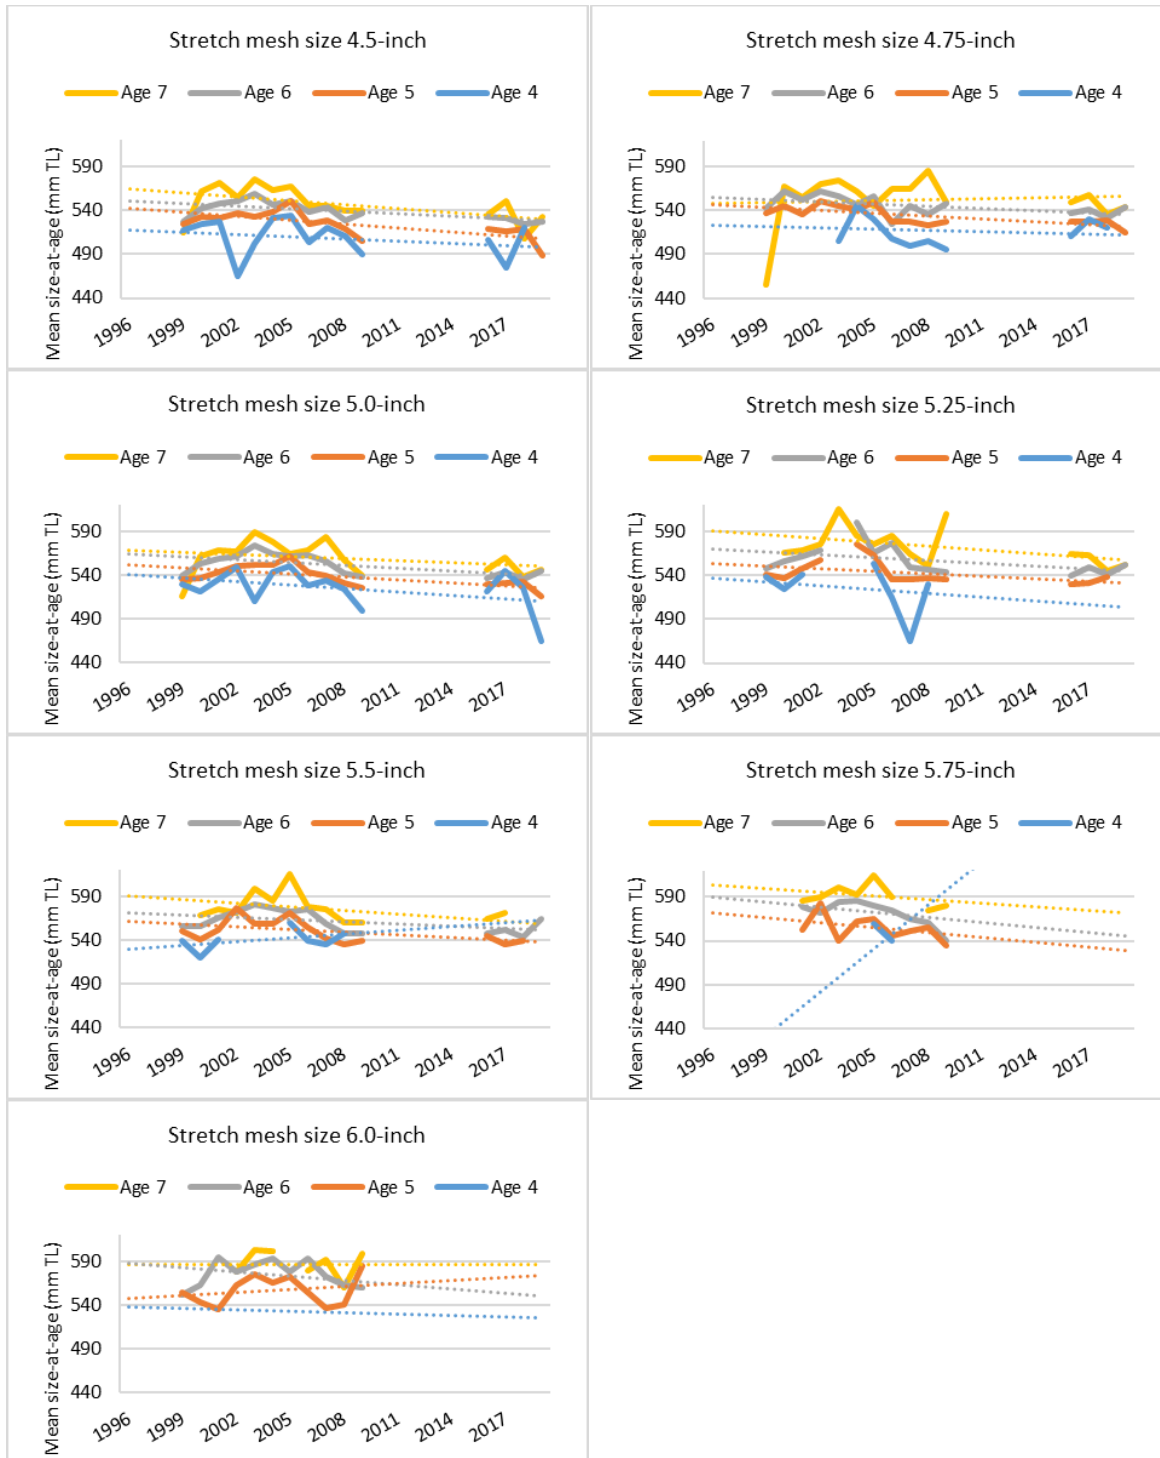 Stretch mesh size 4.5-inch
Age 7 Age 6 Age 5 Age 4
Mean size-at-age (mm TL)
590
540
490
440
1996 1999 2002 2005 2008 2011 2014 2017
Stretch mesh size 4.75-inch
Age 7 Age 6 Age 5 Age 4
Mean size-at-age (mm TL)
590
540
490
440
1996 1999 2002 2005 2008 2011 2014 2017
Stretch mesh size 5.0-inch
Age 7 Age 6 Age 5 Age 4
Mean size-at-age (mm TL)
590
540
490
440
1996 1999 2002 2005 2008 2011 2014 2017
Stretch mesh size 5.25-inch
Age 7 Age 6 Age 5 Age 4
Mean size-at-age (mm TL)
590
540
490
440
1996 1999 2002 2005 2008 2011 2014 2017
Stretch mesh size 5.5-inch
Age 7 Age 6 Age 5 Age 4
Mean size-at-age (mm TL)
590
540
490
440
1996 1999 2002 2005 2008 2011 2014 2017
Stretch mesh size 5.75-inch
Age 7 Age 6 Age 5 Age 4
Mean size-at-age (mm TL)
590
540
490
440
1996 1999 2002 2005 2008 2011 2014 2017
Stretch mesh size 6.0-inch
Age 7 Age 6 Age 5 Age 4
Mean size-at-age (mm TL)
590
540
490
440
1996 1999 2002 2005 2008 2011 2014 2017